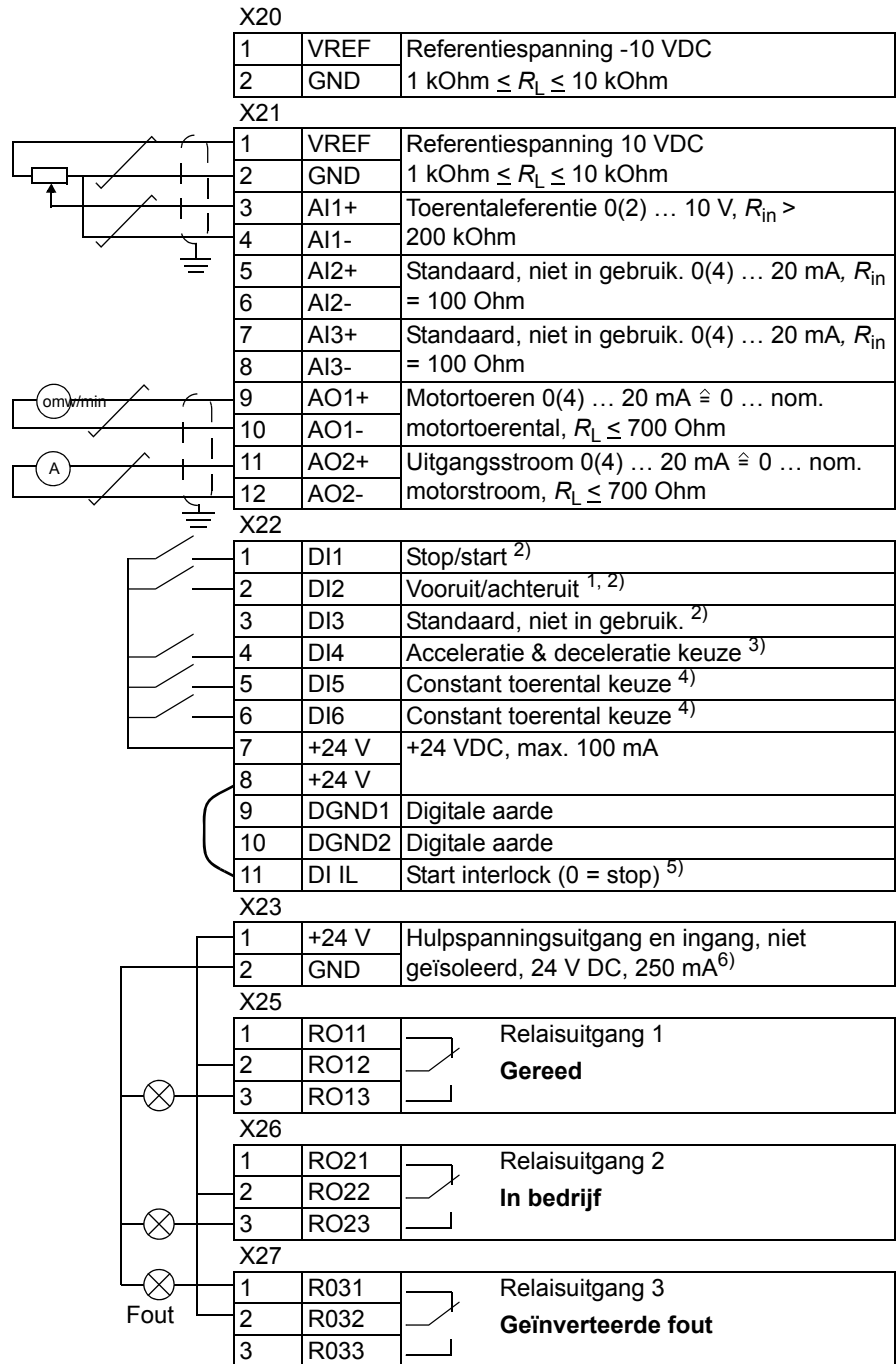 X20
1 VREF Referentiespanning -10 VDC
2 GND 1 kOhm ≤ RL ≤ 10 kOhm
X21
1 VREF Referentiespanning 10 VDC
2 GND 1 kOhm ≤ RL ≤ 10 kOhm
3 AI1+ Toerentaleferentie 0(2) … 10 V, Rin >
4 AI1- 200 kOhm
5 AI2+ Standaard, niet in gebruik. 0(4) … 20 mA, Rin
6 AI2- = 100 Ohm
7 AI3+ Standaard, niet in gebruik. 0(4) … 20 mA, Rin
8 AI3- = 100 Ohm
omw/min 9 AO1+ Motortoeren 0(4) … 20 mA ≙ 0 … nom.
10 AO1- motortoerental, RL ≤ 700 Ohm
A 11 AO2+ Uitgangsstroom 0(4) … 20 mA ≙ 0 … nom.
12 AO2- motorstroom, RL ≤ 700 Ohm
X22
1 DI1 Stop/start 2)
2 DI2 Vooruit/achteruit 1, 2)
3 DI3 Standaard, niet in gebruik. 2)
4 DI4 Acceleratie & deceleratie keuze 3)
5 DI5 Constant toerental keuze 4)
6 DI6 Constant toerental keuze 4)
7 +24 V +24 VDC, max. 100 mA
8 +24 V
9 DGND1 Digitale aarde
10 DGND2 Digitale aarde
11 DI IL Start interlock (0 = stop) 5)
X23
1 +24 V Hulpspanningsuitgang en ingang, niet
2 GND geïsoleerd, 24 V DC, 250 mA6)
X25
1 RO11 Relaisuitgang 1
2 RO12 Gereed
3 RO13
X26
1 RO21 Relaisuitgang 2
2 RO22 In bedrijf
3 RO23
X27
1 R031 Relaisuitgang 3
Fout 2 R032 Geïnverteerde fout
3 R033